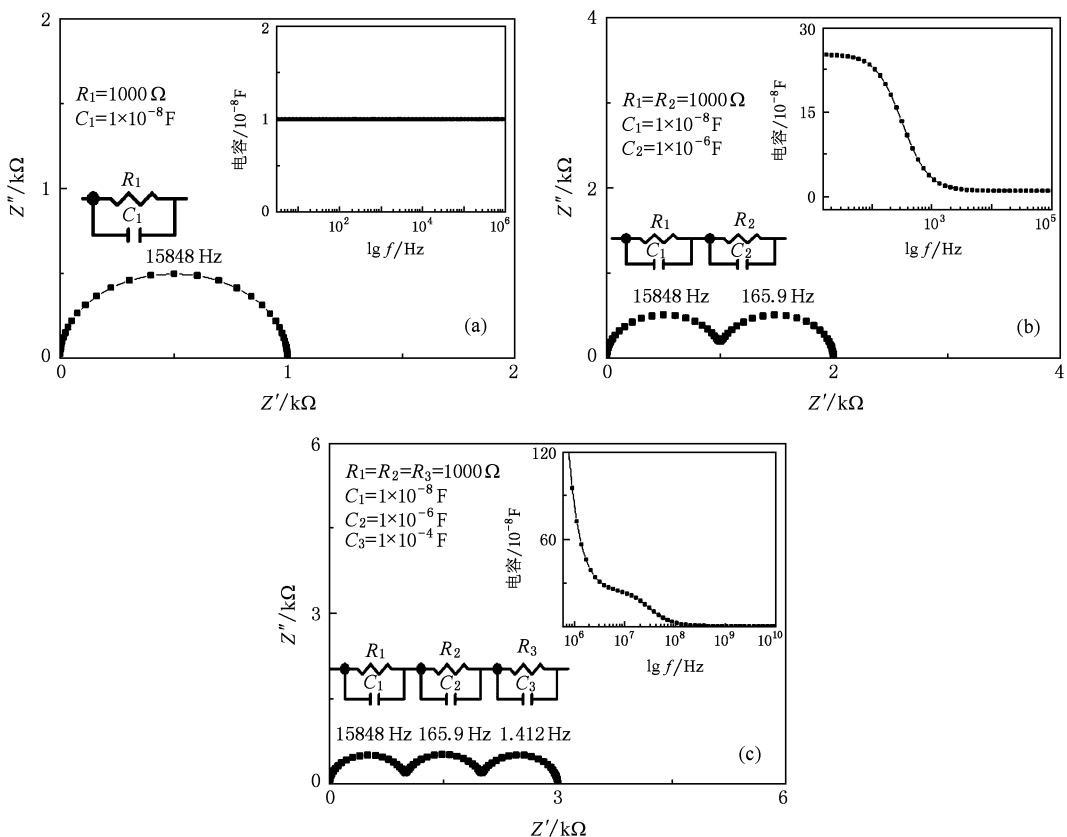 2
1
0
Z″/kΩ
R₁=1000 Ω
C₁=1×10⁻⁸ F
R₁
C₁
15848 Hz
2
1
0
电容/10⁻⁸F
10²
10⁴
10⁶
lg f/Hz
(a)
0
1
2
Z′/kΩ
4
2
0
Z″/kΩ
R₁=R₂=1000 Ω
C₁=1×10⁻⁸ F
C₂=1×10⁻⁶ F
R₁
R₂
C₁
C₂
15848 Hz
165.9 Hz
30
15
0
电容/10⁻⁸F
10³
10⁵
lg f/Hz
(b)
0
2
4
Z′/kΩ
6
3
0
Z″/kΩ
R₁=R₂=R₃=1000 Ω
C₁=1×10⁻⁸ F
C₂=1×10⁻⁶ F
C₃=1×10⁻⁴ F
R₁
R₂
R₃
C₁
C₂
C₃
15848 Hz
165.9 Hz
1.412 Hz
120
60
电容/10⁻⁸F
10⁶
10⁷
10⁸
10⁹
10¹⁰
lg f/Hz
(c)
0
3
6
Z′/kΩ